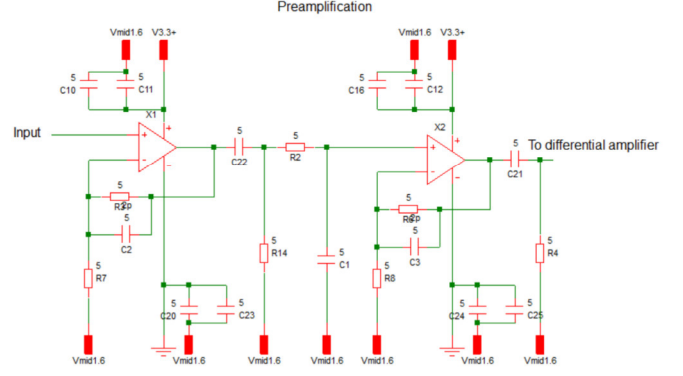 Preamplification
Vmid1.6 V3.3+ Vmid1.6 V3.3+
5 5 5 5
C10 C11 C16 C12
X1 X2
Input
To differential amplifier
5 5 5
C22 R2 C21
5 5
5 5
C2 C3
5 5 5 5 5 5
R7 R14 C1 R8 R4
5 5 5 5
C20 C23 C24 C25
Vmid1.6 Vmid1.6 Vmid1.6 Vmid1.6 Vmid1.6 Vmid1.6 Vmid1.6